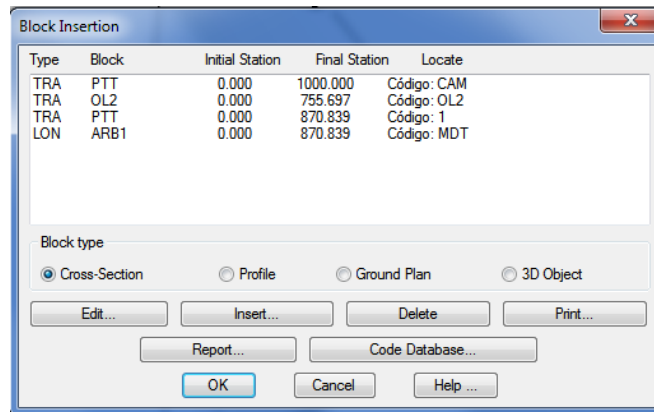 Block Insertion
Type Block Initial Station Final Station Locate
TRA PTT 0.000 1000.000 Código: CAM
TRA OL2 0.000 755.697 Código: OL2
TRA PTT 0.000 870.839 Código: 1
LON ARB1 0.000 870.839 Código: MDT
Block type
Cross-Section Profile Ground Plan 3D Object
Edit... Insert... Delete Print...
Report... Code Database...
OK Cancel Help ...